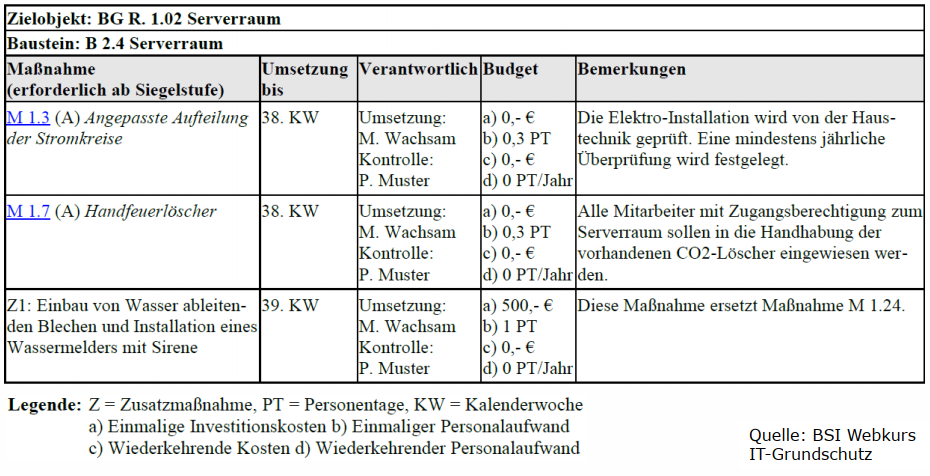 Zielobjekt: BG R. 1.02 Serverraum
Baustein: B 2.4 Serverraum
Maßnahme
(erforderlich ab Siegelstufe)
Umsetzung
bis
Verantwortlich
Budget
Bemerkungen
M 1.3 (A) Angepasste Aufteilung
der Stromkreise
38. KW
Umsetzung:
M. Wachsam
Kontrolle:
P. Muster
a) 0,- €
b) 0,3 PT
c) 0,- €
d) 0 PT/Jahr
Die Elektro-Installation wird von der Haus-
technik geprüft. Eine mindestens jährliche
Überprüfung wird festgelegt.
M 1.7 (A) Handfeuerlöscher
38. KW
Umsetzung:
M. Wachsam
Kontrolle:
P. Muster
a) 0,- €
b) 0,3 PT
c) 0,- €
d) 0 PT/Jahr
Alle Mitarbeiter mit Zugangsberechtigung zum
Serverraum sollen in die Handhabung der
vorhandenen CO2-Löscher eingewiesen wer-
den.
Z1: Einbau von Wasser ableiten-
den Blechen und Installation eines
Wassermelders mit Sirene
39. KW
Umsetzung:
M. Wachsam
Kontrolle:
P. Muster
a) 500,- €
b) 1 PT
c) 0,- €
d) 0 PT/Jahr
Diese Maßnahme ersetzt Maßnahme M 1.24.
Legende: Z = Zusatzmaßnahme, PT = Personentage, KW = Kalenderwoche
a) Einmalige Investitionskosten b) Einmaliger Personalaufwand
c) Wiederkehrende Kosten d) Wiederkehrender Personalaufwand
Quelle: BSI Webkurs
IT-Grundschutz